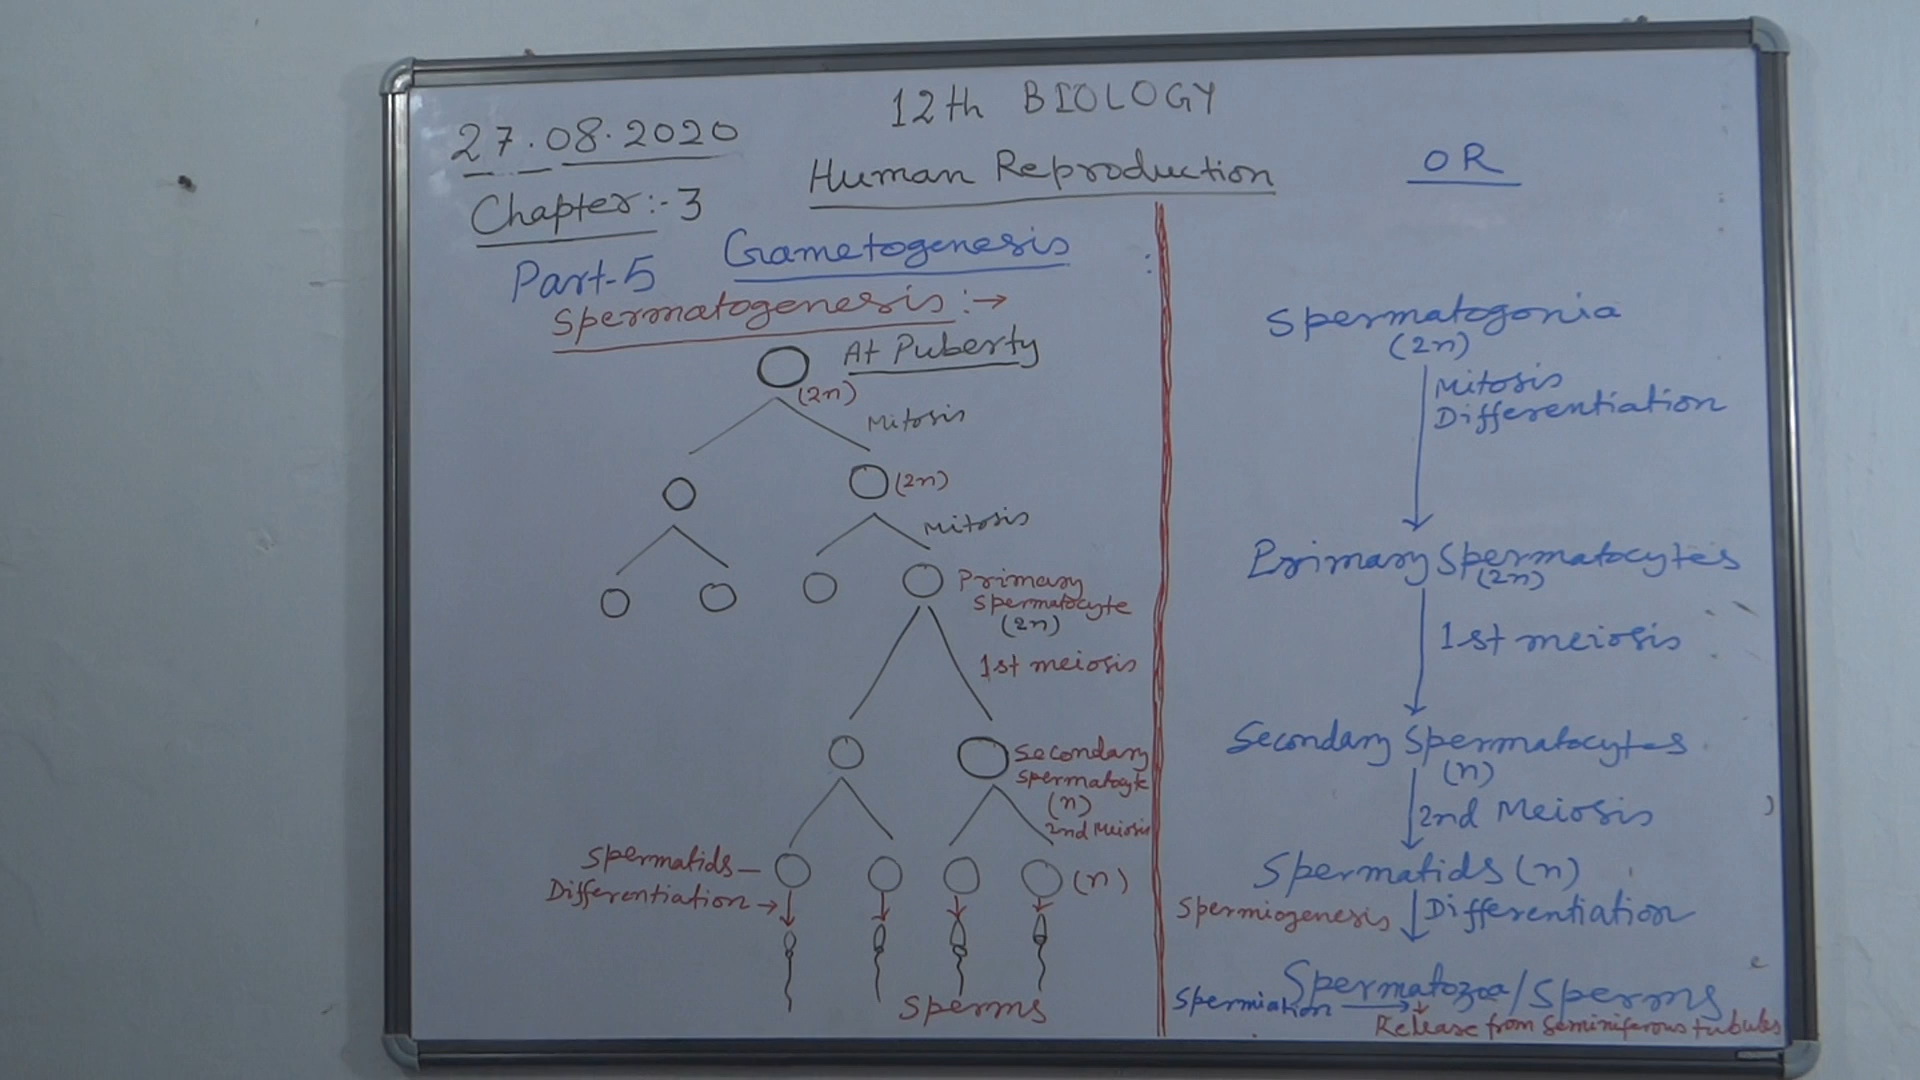 12th BIOLOGY
27.08.2020
Human Reproduction
Chapter:-3
Gametogenesis
Part-5
Spermatogenesis:→
At Puberty
(2n)
Mitosis
(2n)
Mitosis
Primary
spermatocyte
(2n)
1st meiosis
Secondary
spermatocyte
(n)
2nd Meiosis
Spermatids
(n)
Differentiation →
Sperms
OR
Spermatogonia
(2n)
Mitosis
Differentiation
Primary Spermatocytes
(2n)
1st meiosis
Secondary Spermatocytes
(n)
2nd Meiosis
Spermatids (n)
Spermiogenesis Differentiation
Spermatozoa/Sperms
Spermiation →
Release from Seminiferous tubules